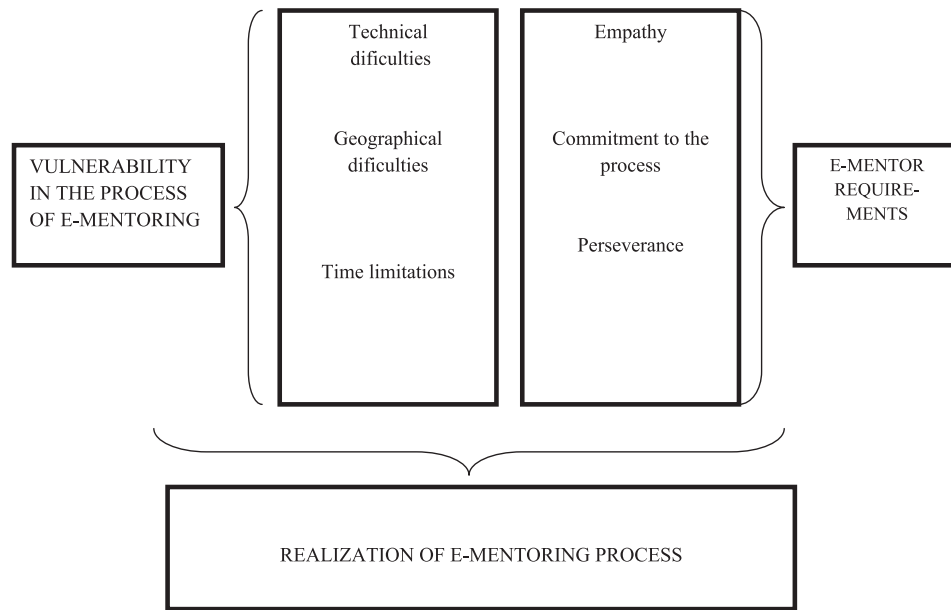 VULNERABILITY
IN THE PROCESS
OF E-MENTORING
Technical
dificulties
Geographical
dificulties
Time limitations
Empathy
Commitment to the
process
Perseverance
E-MENTOR
REQUIRE-
MENTS
REALIZATION OF E-MENTORING PROCESS